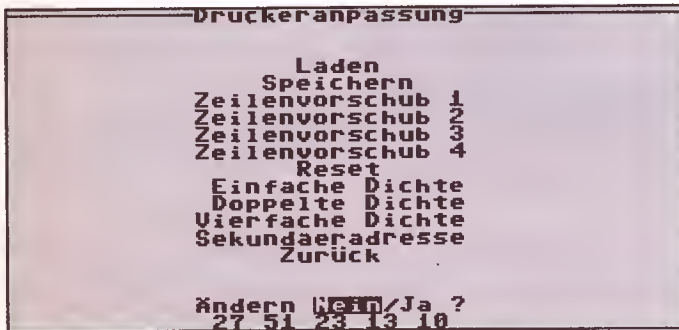 Druckeranpassung
Laden
Speichern
Zeilenvorschub 1
Zeilenvorschub 2
Zeilenvorschub 3
Zeilenvorschub 4
Reset
Einfache Dichte
Doppelte Dichte
Vierfache Dichte
Sekundaeradresse
Zurück
Ändern Nein/Ja ?
27 51 23 13 10